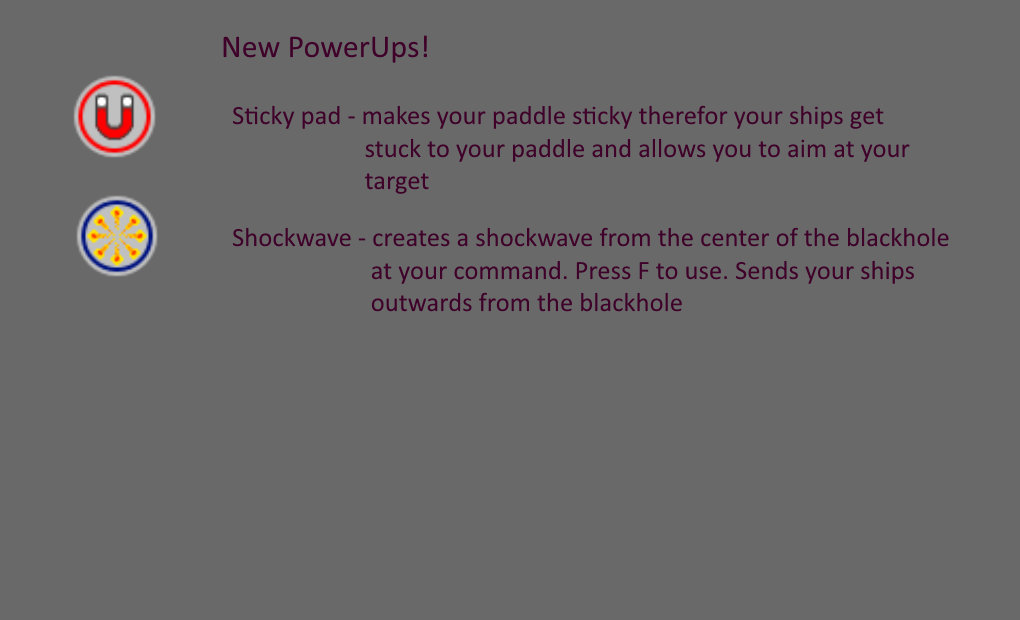 New PowerUps!
Sticky pad - makes your paddle sticky therefor your ships get
stuck to your paddle and allows you to aim at your
target
Shockwave - creates a shockwave from the center of the blackhole
at your command. Press F to use. Sends your ships
outwards from the blackhole